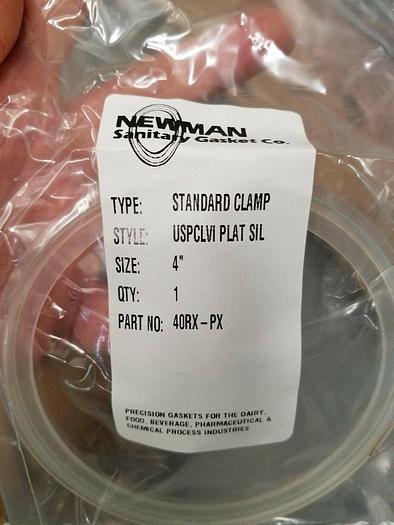 NEWMAN
Sanitary Gasket Co.
TYPE: STANDARD CLAMP
STYLE: USPCLVI PLAT SIL
SIZE: 4"
QTY: 1
PART NO: 40RX-PX
PRECISION GASKETS FOR THE DAIRY,
FOOD, BEVERAGE, PHARMACEUTICAL &
CHEMICAL PROCESS INDUSTRIES